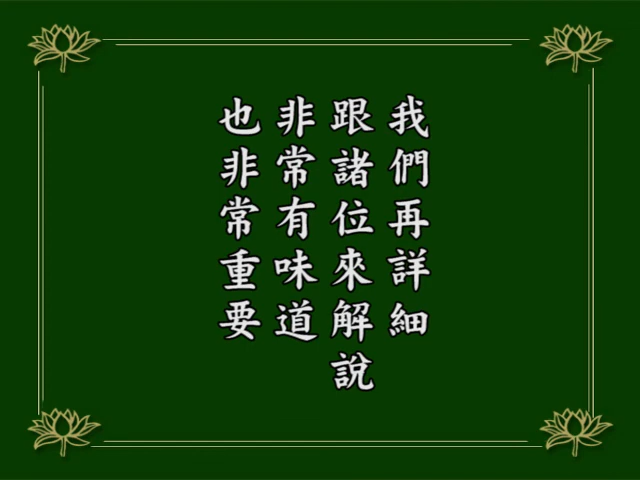 我們再詳細
跟諸位來解說
非常有味道
也非常重要